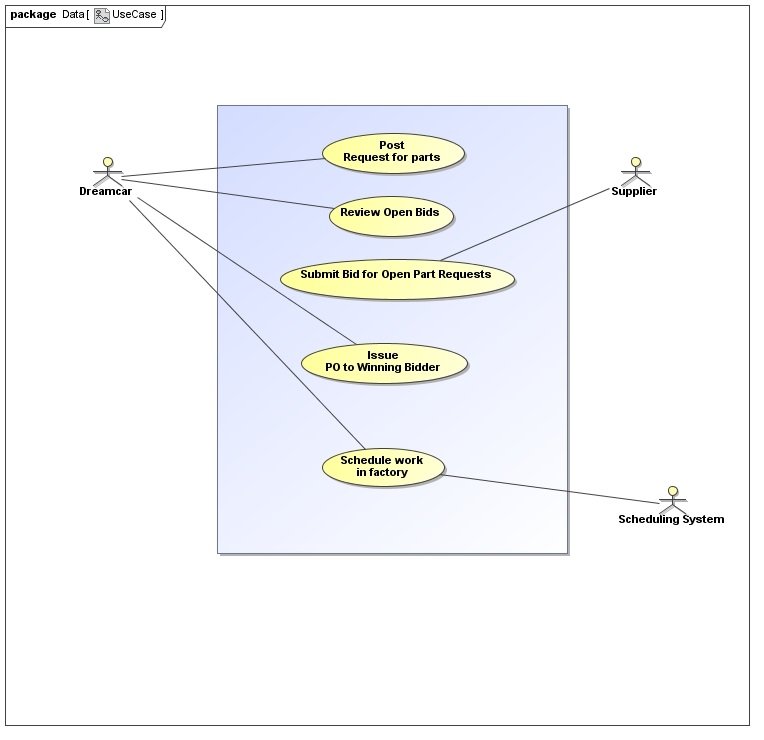 package Data [ UseCase ]
Post
Request for parts
Dreamcar
Supplier
Review Open Bids
Submit Bid for Open Part Requests
Issue
PO to Winning Bidder
Schedule work
in factory
Scheduling System